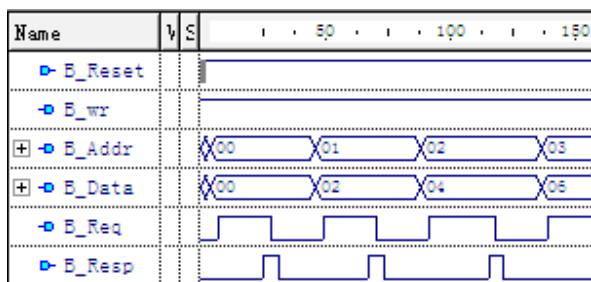 Name V S 50 100 150
B_Reset
B_wr
B_Addr 00 01 02 03
B_Data 00 02 04 06
B_Req
B_Resp